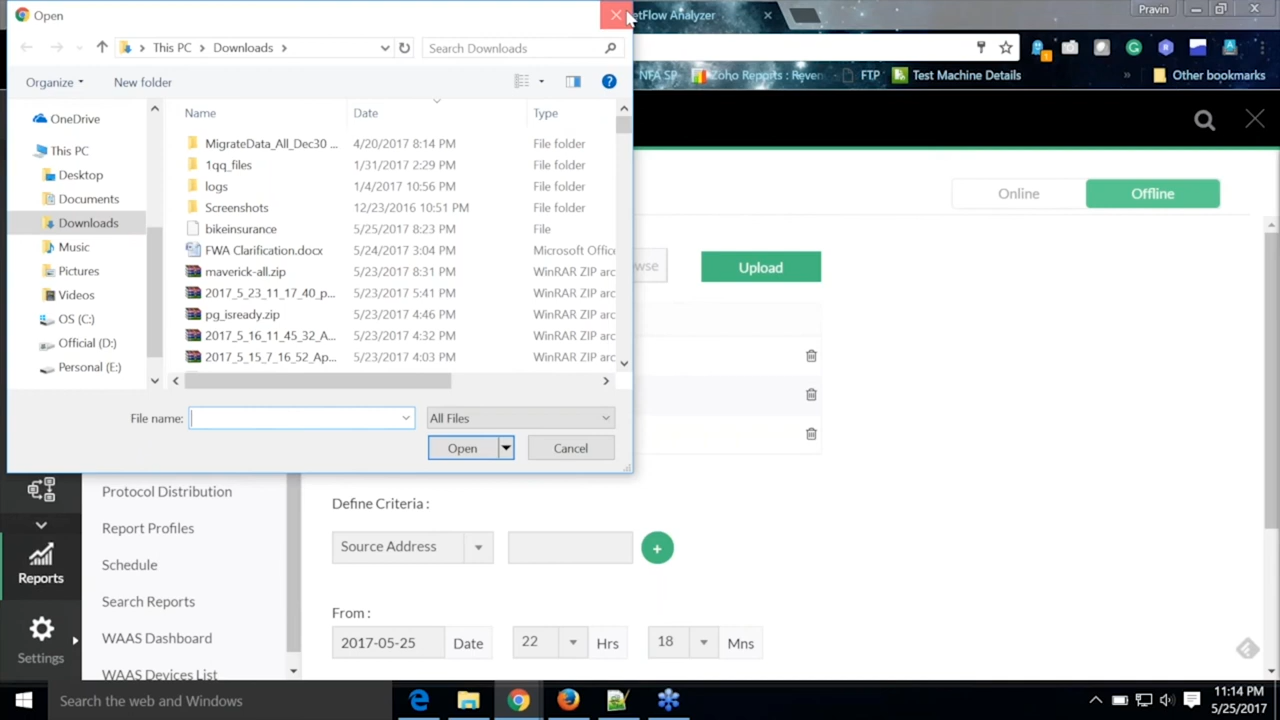 Open
etFlow Analyzer
Pravin
This PC
Downloads
Search Downloads
NFA SP
Zoho Reports : Reven
FTP
Test Machine Details
»
Other bookmarks
Organize
New folder
OneDrive
This PC
Desktop
Documents
Downloads
Music
Pictures
Videos
OS (C:)
Official (D:)
Personal (E:)
Name
Date
Type
MigrateData_All_Dec30 ...
4/20/2017 8:14 PM
File folder
1qq_files
1/31/2017 2:29 PM
File folder
logs
1/4/2017 10:56 PM
File folder
Screenshots
12/23/2016 10:51 PM
File folder
bikeinsurance
5/25/2017 8:23 PM
File
FWA Clarification.docx
5/24/2017 3:04 PM
Microsoft Office
maverick-all.zip
5/23/2017 8:31 PM
WinRAR ZIP arc
2017_5_23_11_17_40_p...
5/23/2017 5:41 PM
WinRAR ZIP arc
pg_isready.zip
5/23/2017 4:46 PM
WinRAR ZIP arc
2017_5_16_11_45_32_A...
5/23/2017 4:32 PM
WinRAR ZIP arc
2017_5_15_7_16_52_Ap...
5/23/2017 4:03 PM
WinRAR ZIP arc
File name:
All Files
Open
Cancel
Online
Offline
wse
Upload
Protocol Distribution
Report Profiles
Schedule
Search Reports
WAAS Dashboard
WAAS Devices List
Reports
Settings
Define Criteria :
Source Address
+
From :
2017-05-25
Date
22
Hrs
18
Mns
Search the web and Windows
11:14 PM
5/25/2017